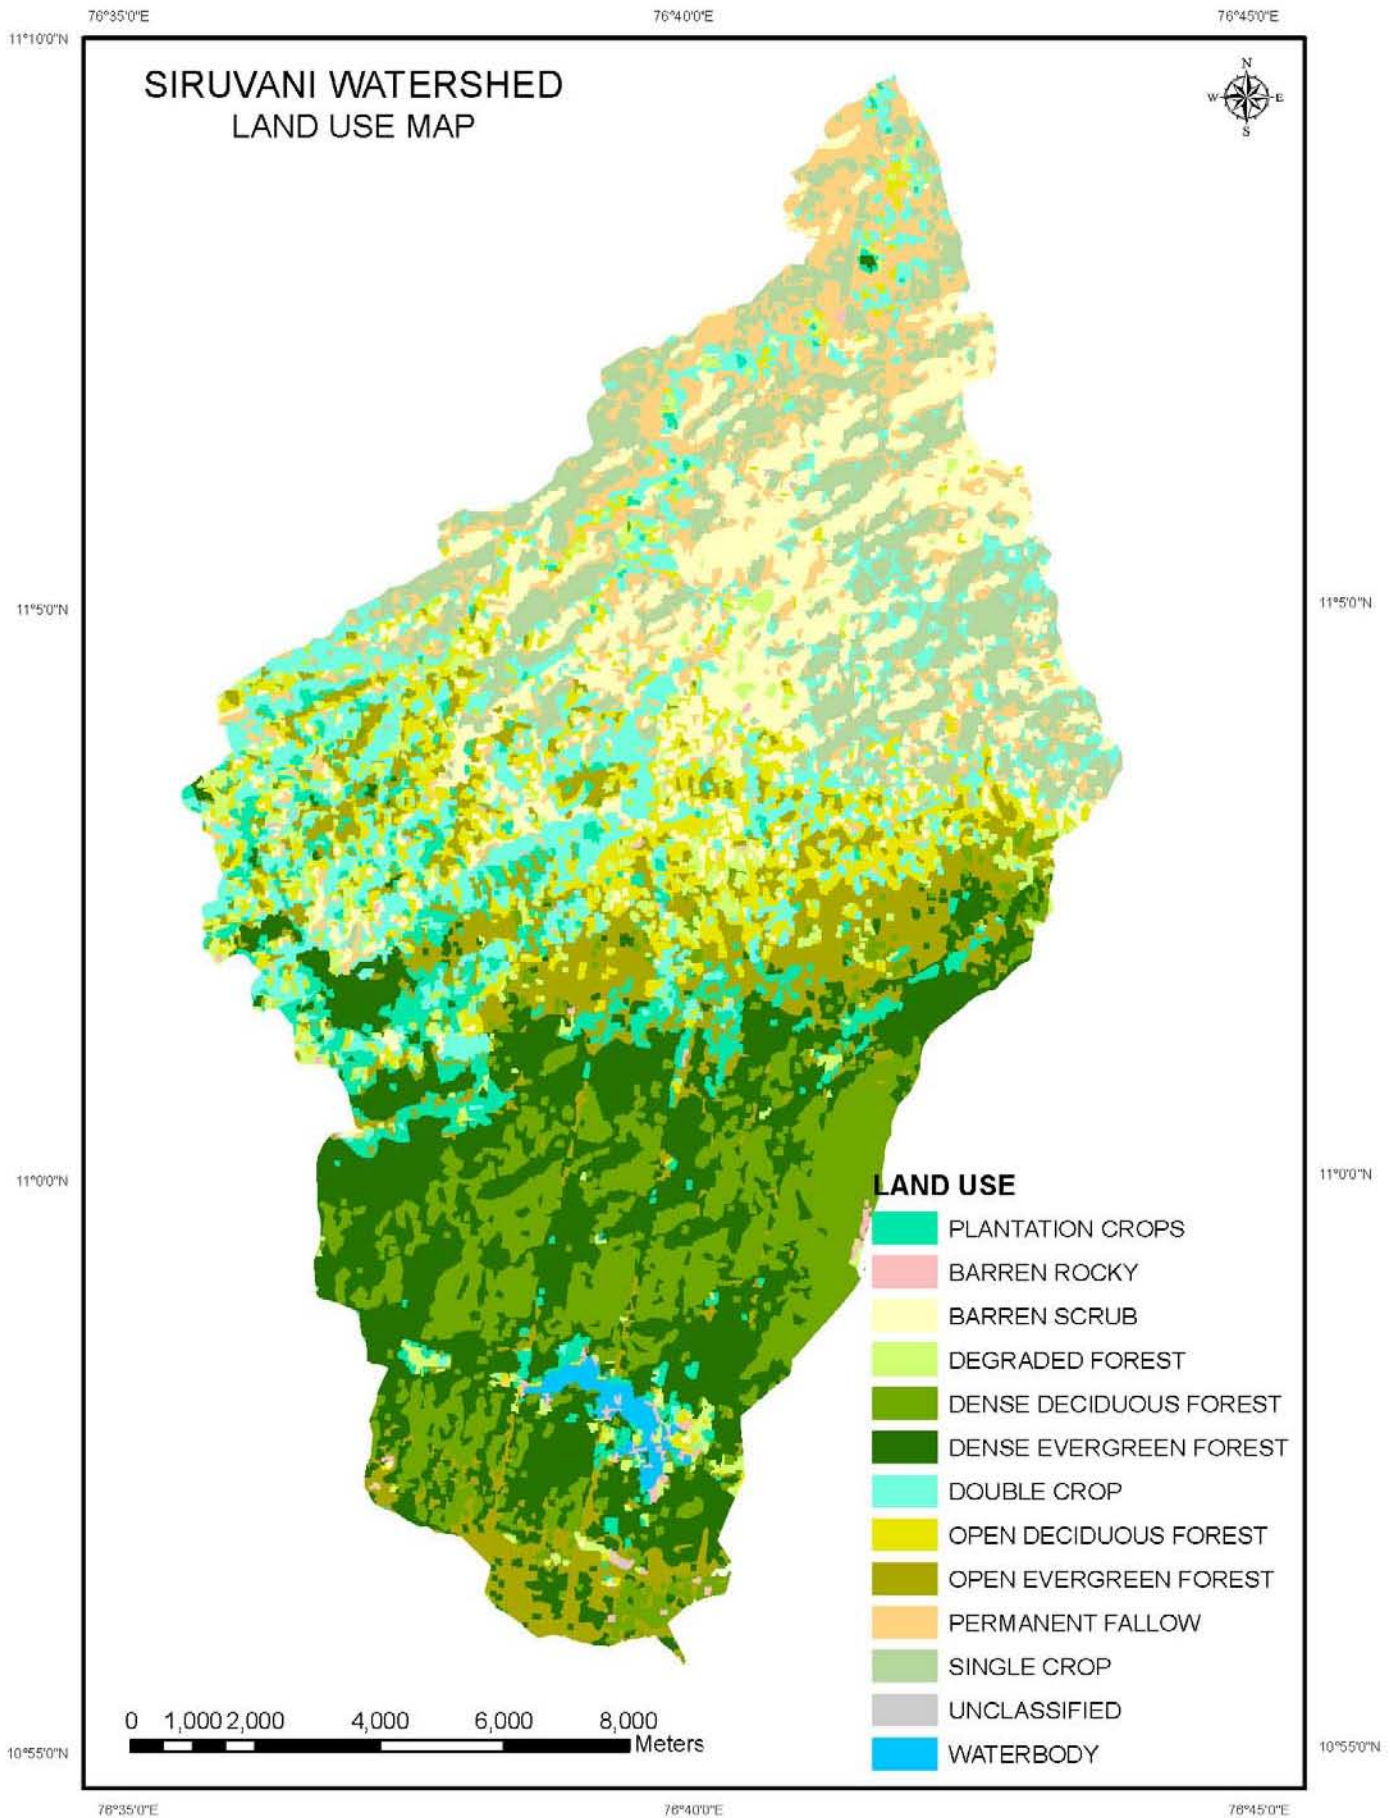 76°35'0"E 76°40'0"E 76°45'0"E
11°10'0"N
SIRUVANI WATERSHED
LAND USE MAP
N
W E
S
11°5'0"N 11°5'0"N
11°0'0"N 11°0'0"N
LAND USE
PLANTATION CROPS
BARREN ROCKY
BARREN SCRUB
DEGRADED FOREST
DENSE DECIDUOUS FOREST
DENSE EVERGREEN FOREST
DOUBLE CROP
OPEN DECIDUOUS FOREST
OPEN EVERGREEN FOREST
PERMANENT FALLOW
SINGLE CROP
UNCLASSIFIED
WATERBODY
0 1,000 2,000 4,000 6,000 8,000
Meters
10°55'0"N 10°55'0"N
76°35'0"E 76°40'0"E 76°45'0"E